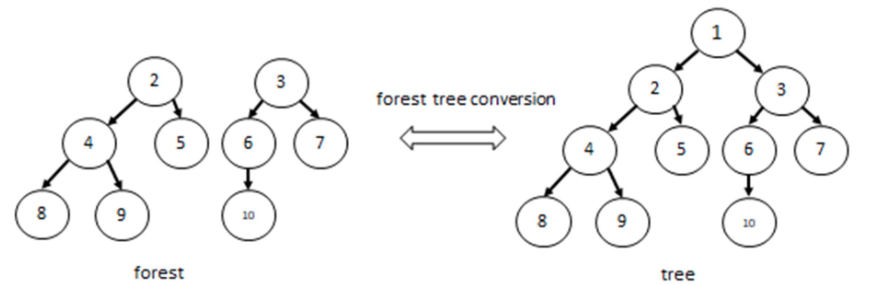 1
2 3 2 3
forest tree conversion
4 5 6 7 4 5 6 7
8 9 10 8 9 10
forest tree